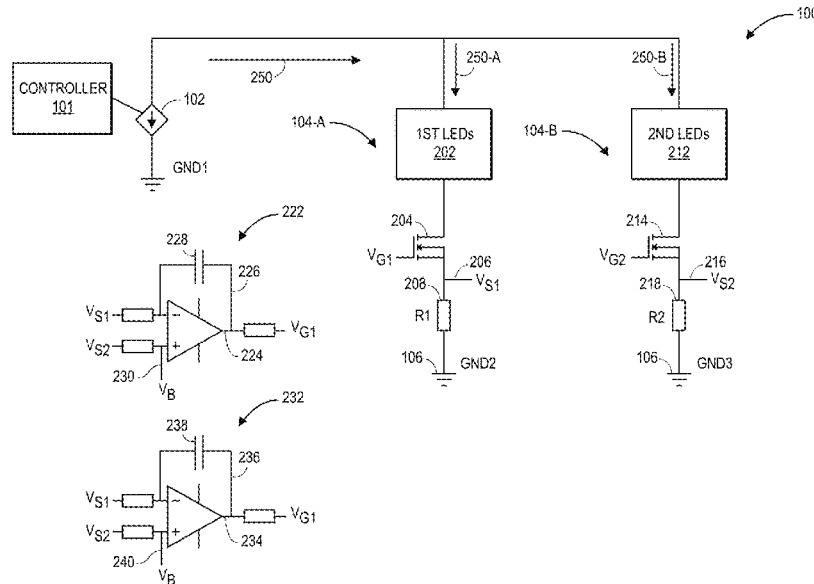 100
250
250-A
250-B
CONTROLLER
101
102
104-A
1ST LEDs
202
104-B
2ND LEDs
212
GND1
222
228
226
204
214
VG1
VG2
206
VS1
216
VS2
208
218
R1
R2
VS1
VS2
VG1
224
230
VB
106
GND2
106
GND3
232
238
236
VS1
VS2
VG1
234
240
VB